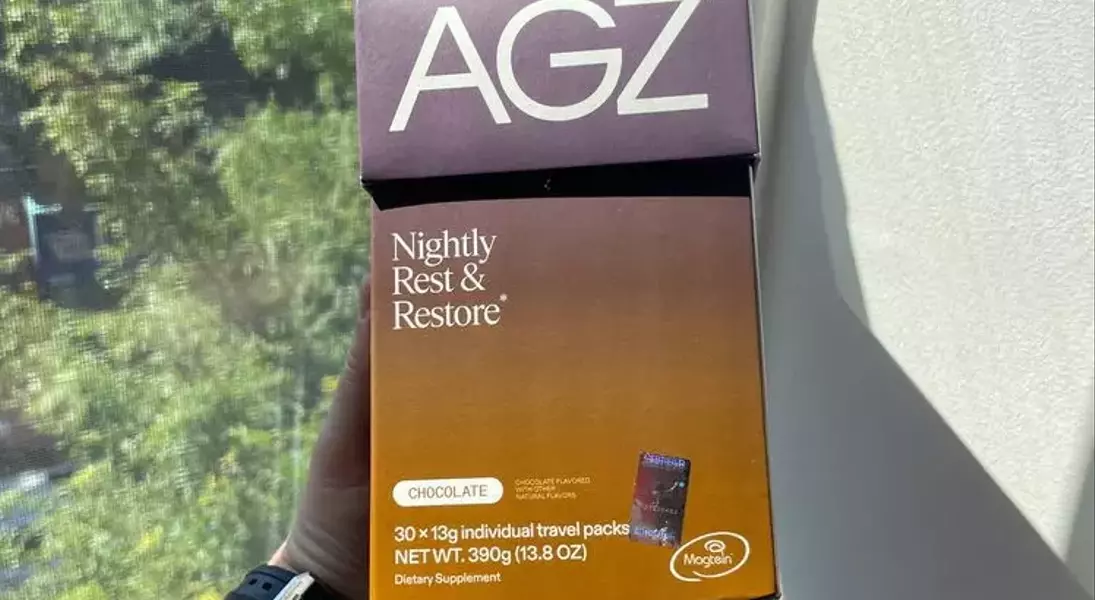 AGZ
Nightly
Rest &
Restore*
CHOCOLATE
CHOCOLATE FLAVORED
WITH OTHER
NATURAL FLAVORS
30 × 13g individual travel packs
NET WT. 390g (13.8 OZ)
Dietary Supplement
Magtein